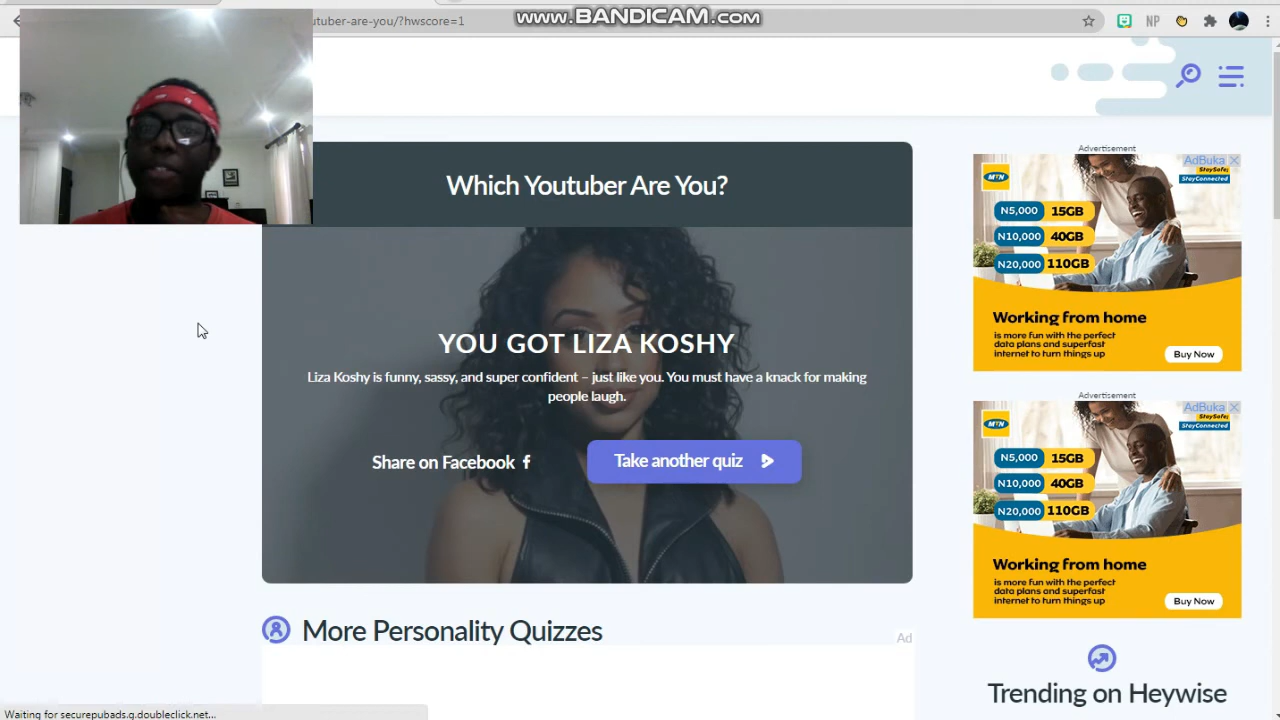 utuber-are-you/?hwscore=1
www.BANDICAM.com
NP
Which Youtuber Are You?
YOU GOT LIZA KOSHY
Liza Koshy is funny, sassy, and super confident – just like you. You must have a knack for making
people laugh.
Share on Facebook f
Take another quiz
More Personality Quizzes
Ad
Advertisement
AdBuka
MTN
StaySafe;
StayConnected
N5,000 15GB
N10,000 40GB
N20,000 110GB
Working from home
is more fun with the perfect
data plans and superfast
internet to turn things up
Buy Now
Advertisement
AdBuka
MTN
StaySafe;
StayConnected
N5,000 15GB
N10,000 40GB
N20,000 110GB
Working from home
is more fun with the perfect
data plans and superfast
internet to turn things up
Buy Now
Trending on Heywise
Waiting for securepubads.g.doubleclick.net...